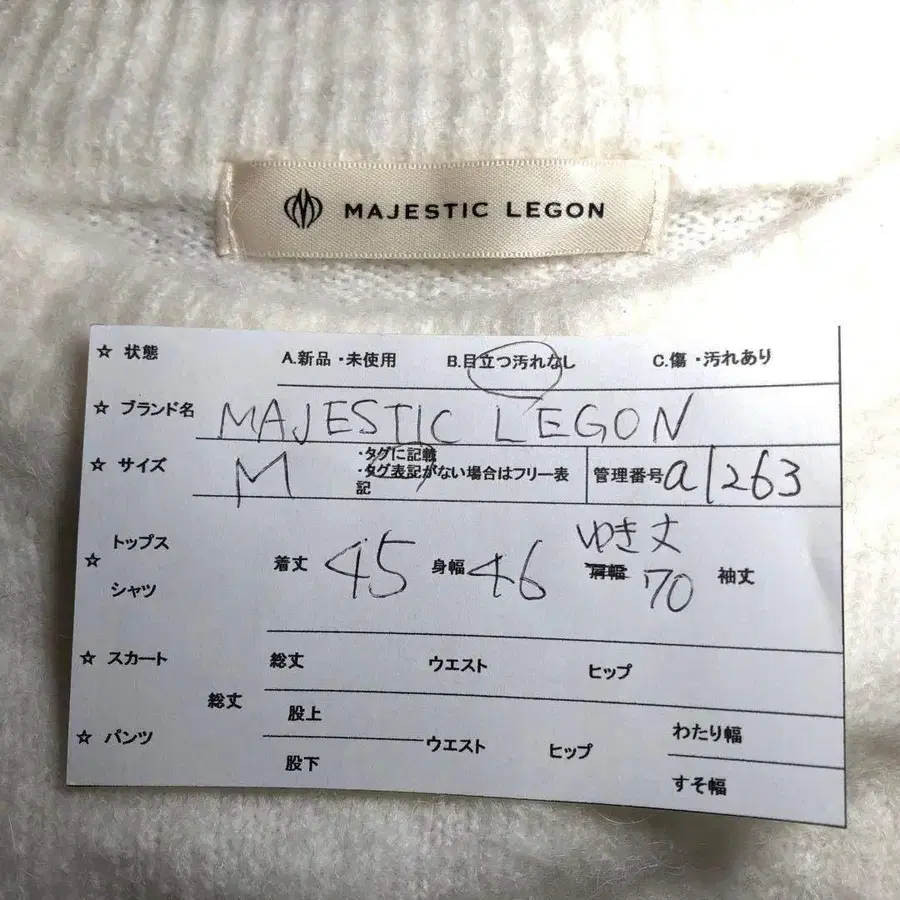 MAJESTIC LEGON
☆ 状態 A.新品・未使用 B.目立つ汚れなし C.傷・汚れあり
☆ ブランド名 MAJESTIC LEGON
☆ サイズ M ・タグに記載
・タグ表記がない場合はフリー表
記
管理番号 a1263
☆ トップス
シャツ
着丈 45 身幅 46 ゆき丈
肩幅 70 袖丈
☆ スカート 総丈 ウエスト ヒップ
☆ パンツ 総丈 股上
股下
ウエスト ヒップ わたり幅
すそ幅